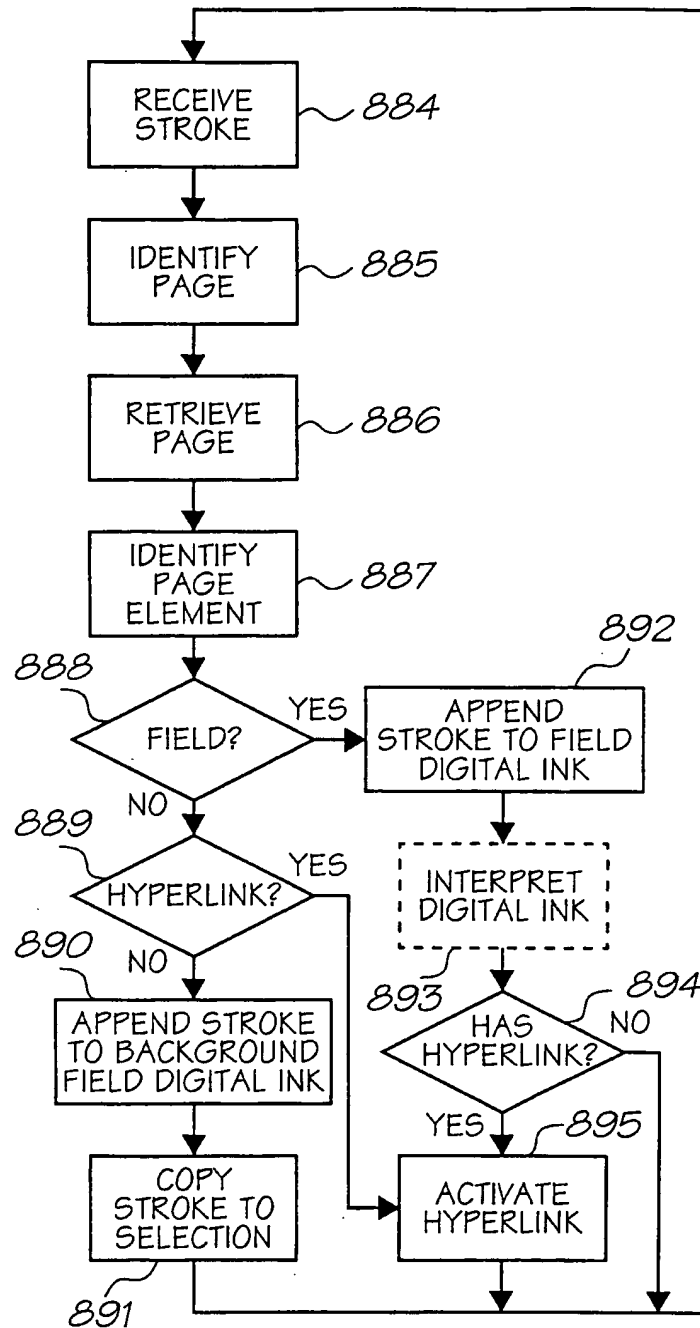 RECEIVE
STROKE
884
IDENTIFY
PAGE
885
RETRIEVE
PAGE
886
IDENTIFY
PAGE
ELEMENT
887
888
FIELD?
YES
NO
892
APPEND
STROKE TO FIELD
DIGITAL INK
889
HYPERLINK?
YES
NO
INTERPRET
DIGITAL INK
893
890
APPEND STROKE
TO BACKGROUND
FIELD DIGITAL INK
894
HAS
HYPERLINK?
NO
YES
895
COPY
STROKE TO
SELECTION
891
ACTIVATE
HYPERLINK